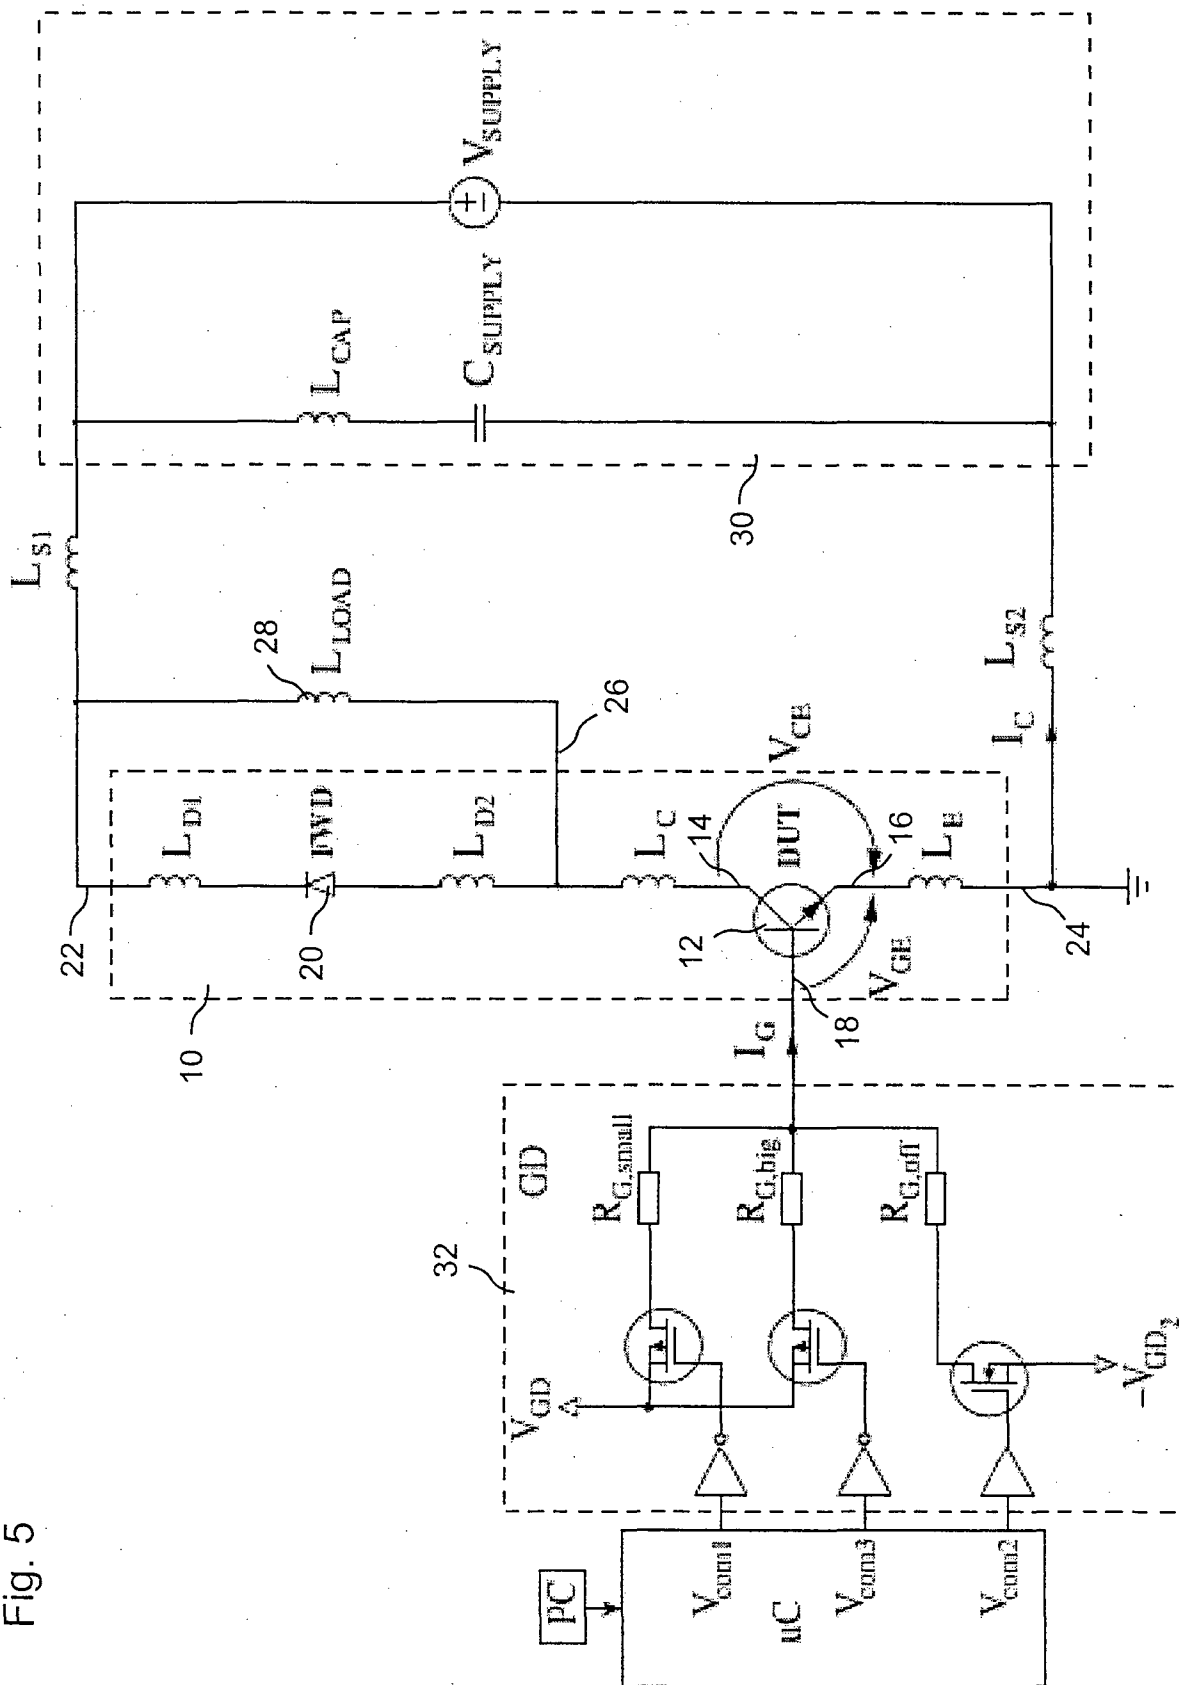 Fig. 5
PC
μC
V_com1
V_com3
V_com2
32
GD
V_GD
-V_GD2
R_G,small
R_G,big
R_G,off
I_G
10
22
L_D1
FWD
20
L_D2
L_C
14
12
DUT
V_CE
16
V_GE
18
L_E
24
26
28
L_LOAD
L_S1
L_S2
I_C
30
L_CAP
C_SUPPLY
V_SUPPLY
+
−